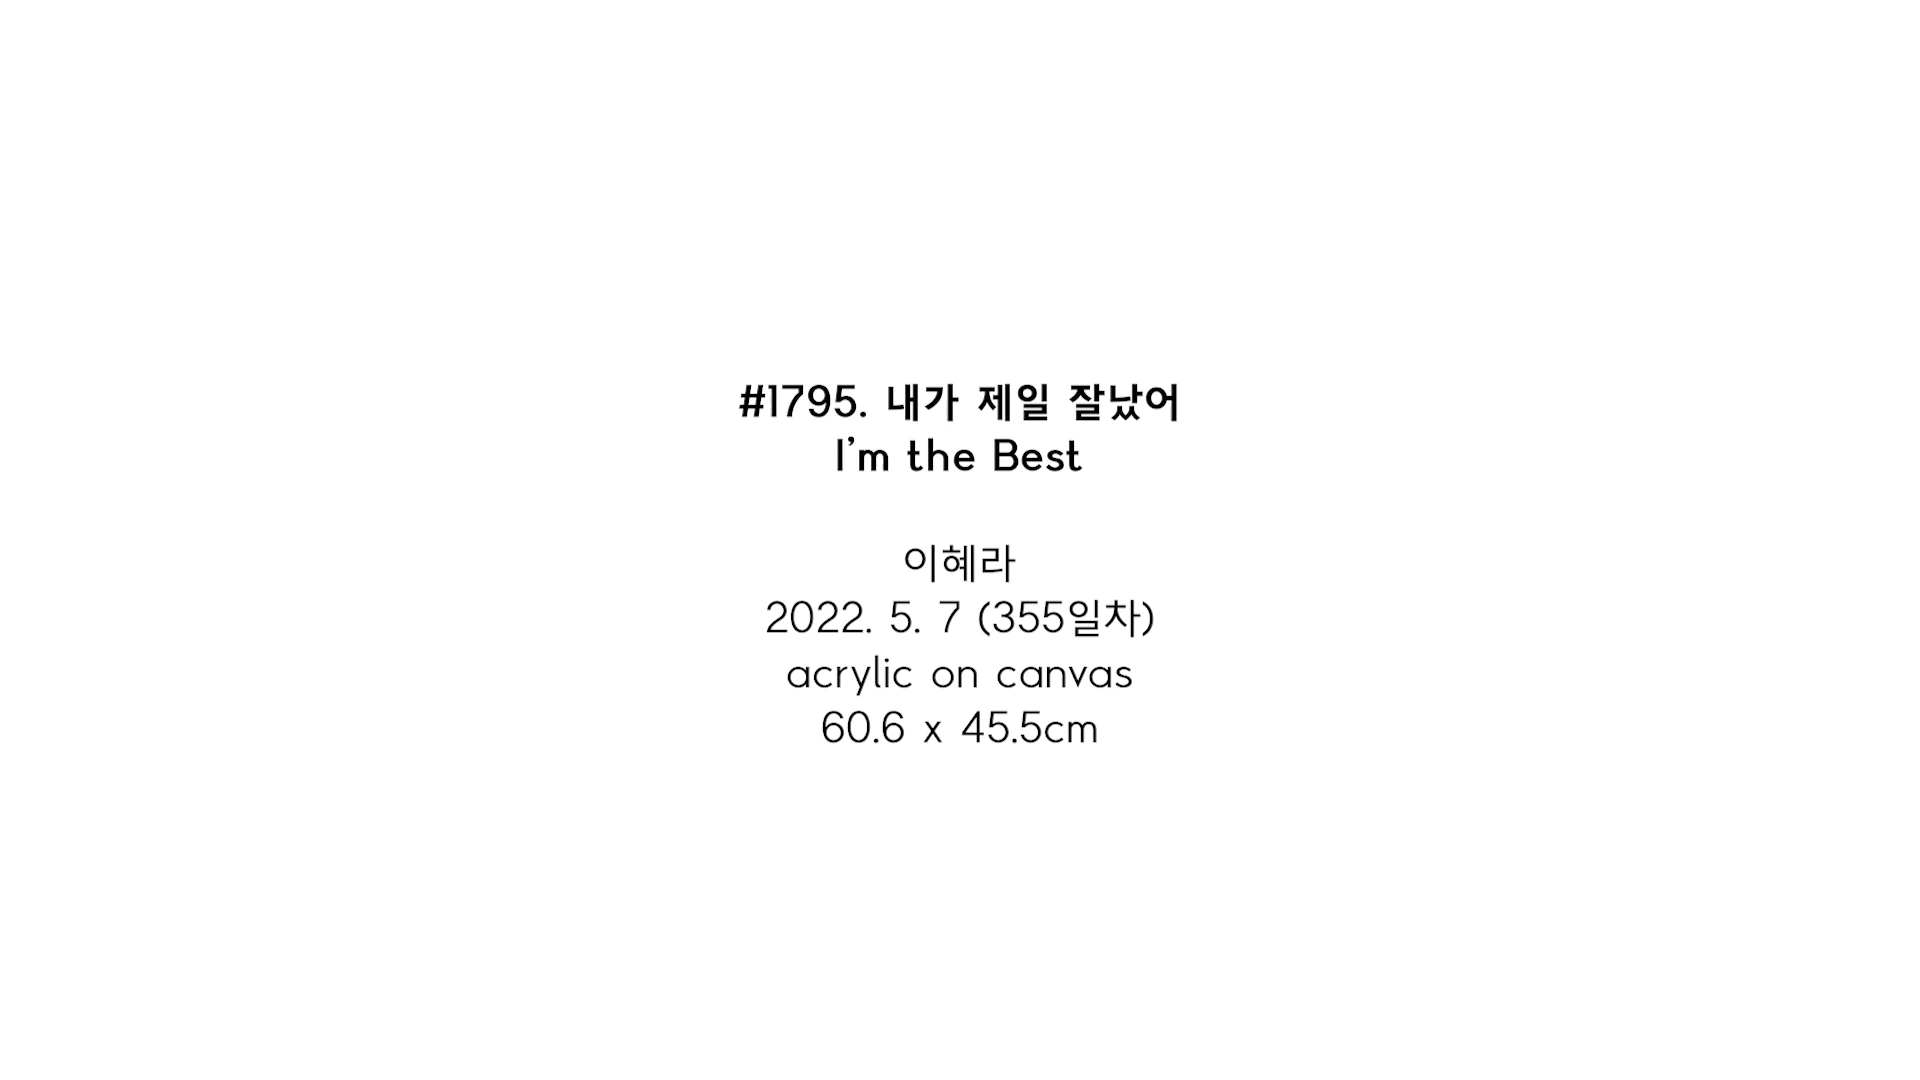 #1795. 내가 제일 잘났어
I’m the Best
이혜라
2022. 5. 7 (355일차)
acrylic on canvas
60.6 x 45.5cm